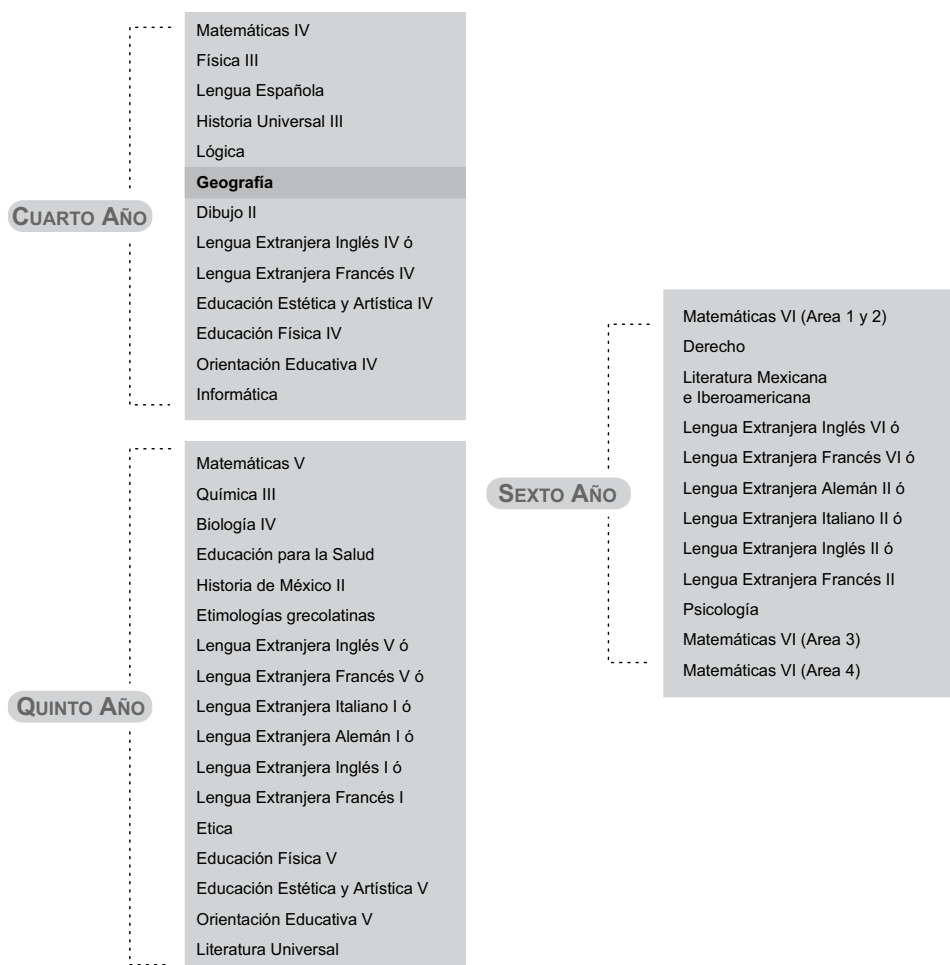 CUARTO AÑO
Matemáticas IV
Física III
Lengua Española
Historia Universal III
Lógica
Geografía
Dibujo II
Lengua Extranjera Inglés IV ó
Lengua Extranjera Francés IV
Educación Estética y Artística IV
Educación Física IV
Orientación Educativa IV
Informática
QUINTO AÑO
Matemáticas V
Química III
Biología IV
Educación para la Salud
Historia de México II
Etimologías grecolatinas
Lengua Extranjera Inglés V ó
Lengua Extranjera Francés V ó
Lengua Extranjera Italiano I ó
Lengua Extranjera Alemán I ó
Lengua Extranjera Inglés I ó
Lengua Extranjera Francés I
Etica
Educación Física V
Educación Estética y Artística V
Orientación Educativa V
Literatura Universal
SEXTO AÑO
Matemáticas VI (Area 1 y 2)
Derecho
Literatura Mexicana
e Iberoamericana
Lengua Extranjera Inglés VI ó
Lengua Extranjera Francés VI ó
Lengua Extranjera Alemán II ó
Lengua Extranjera Italiano II ó
Lengua Extranjera Inglés II ó
Lengua Extranjera Francés II
Psicología
Matemáticas VI (Area 3)
Matemáticas VI (Area 4)